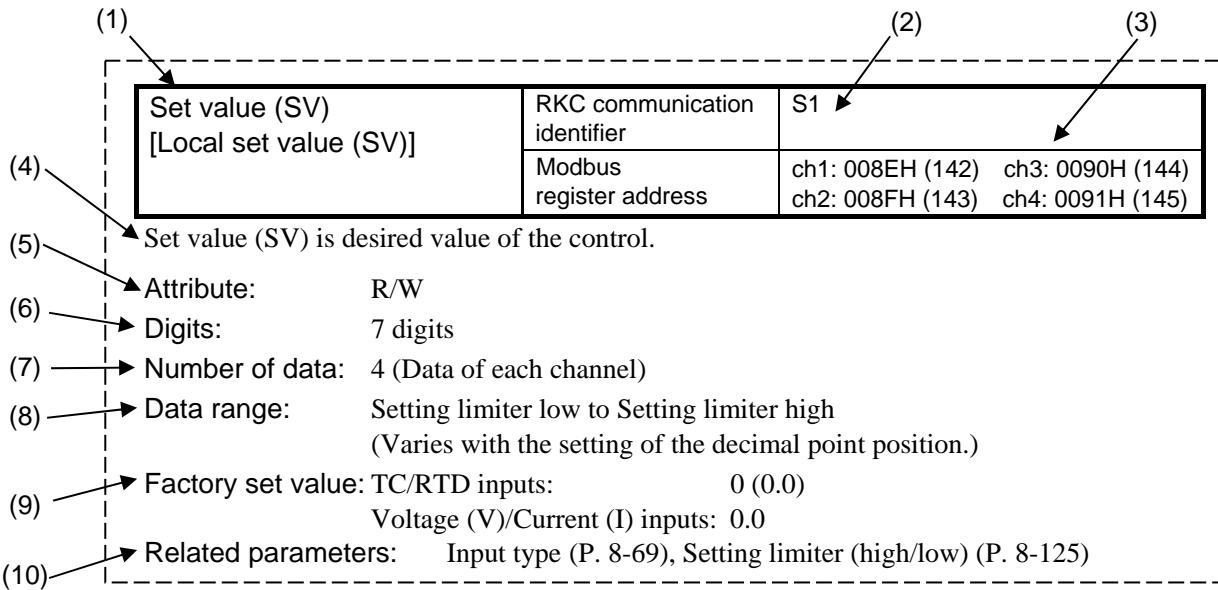 (1) (2) (3)
Set value (SV)
[Local set value (SV)]
RKC communication
identifier
S1
Modbus
register address
ch1: 008EH (142) ch3: 0090H (144)
ch2: 008FH (143) ch4: 0091H (145)
(4)
Set value (SV) is desired value of the control.
(5)
Attribute: R/W
(6)
Digits: 7 digits
(7) Number of data: 4 (Data of each channel)
(8) Data range: Setting limiter low to Setting limiter high
(Varies with the setting of the decimal point position.)
(9)
Factory set value: TC/RTD inputs: 0 (0.0)
Voltage (V)/Current (I) inputs: 0.0
(10)
Related parameters: Input type (P. 8-69), Setting limiter (high/low) (P. 8-125)